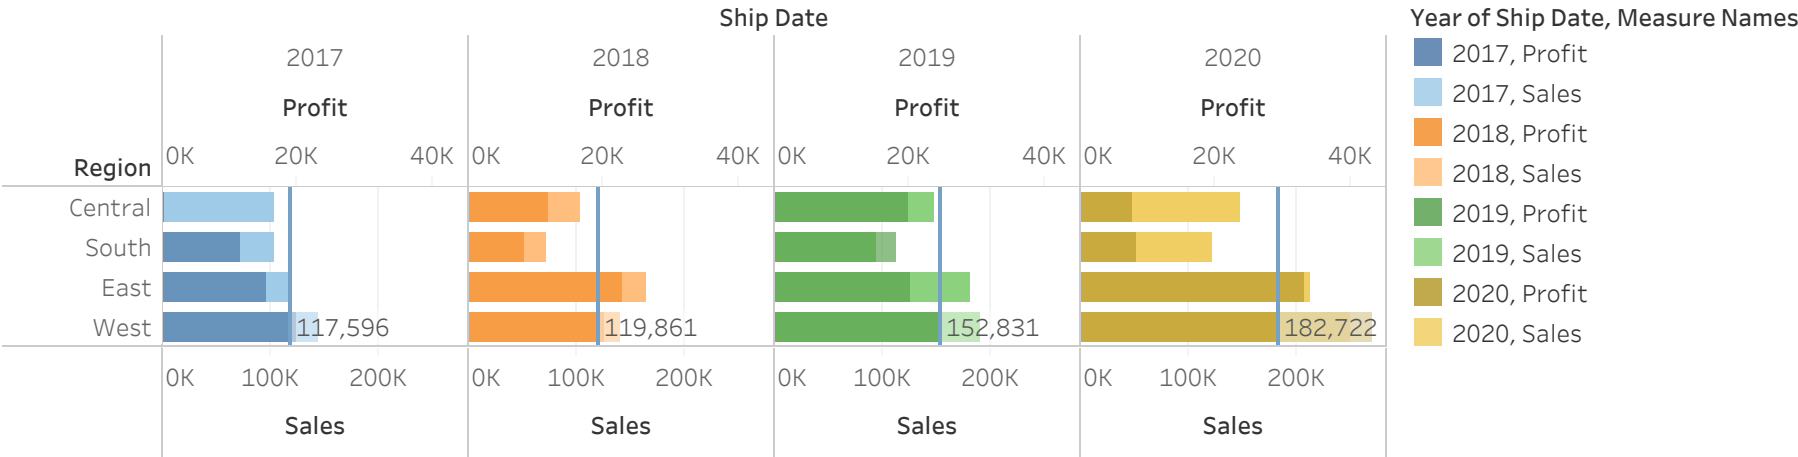 Ship Date
Year of Ship Date, Measure Names
2017 2018 2019 2020
Profit Profit Profit Profit
Region 0K 20K 40K 0K 20K 40K 0K 20K 40K 0K 20K 40K
Central
South
East
West 117,596 119,861 152,831 182,722
0K 100K 200K 0K 100K 200K 0K 100K 200K 0K 100K 200K
Sales Sales Sales Sales
2017, Profit
2017, Sales
2018, Profit
2018, Sales
2019, Profit
2019, Sales
2020, Profit
2020, Sales